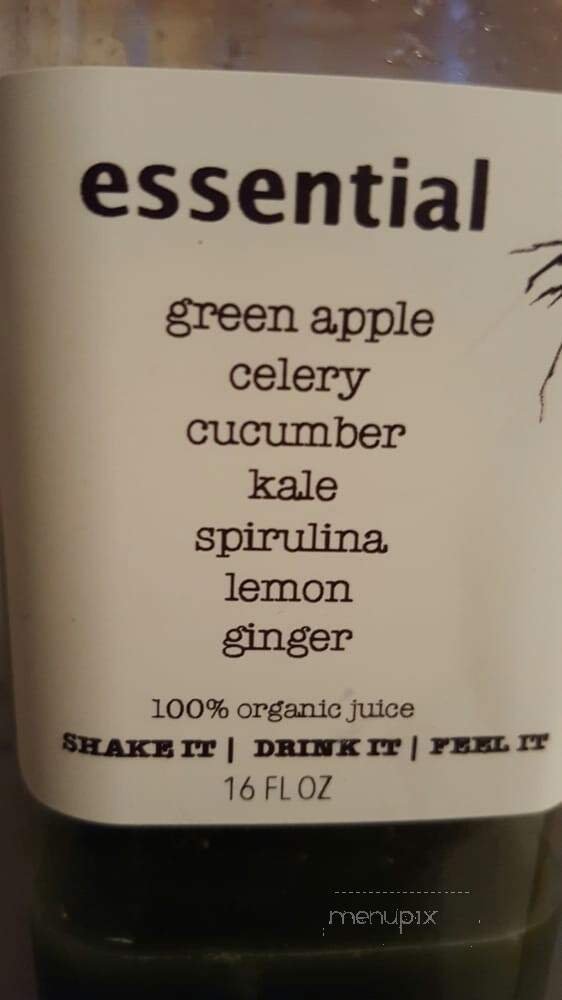 essential
green apple
celery
cucumber
kale
spirulina
lemon
ginger
100% organic juice
SHAKE IT | DRINK IT | FEEL IT
16 FL OZ
menupix